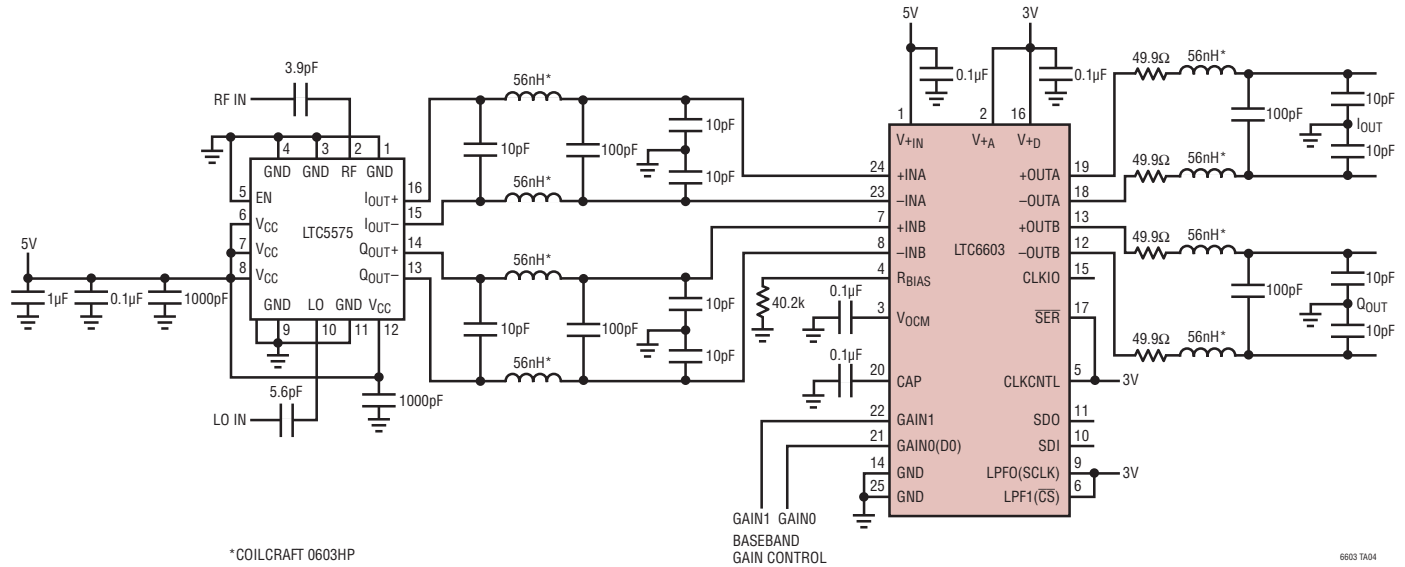 5V
3V
3.9pF
RF IN
56nH*
0.1µF
0.1µF
49.9Ω
56nH*
10pF
100pF
10pF
10pF
IOUT
10pF
1
2
16
V+IN
V+A
V+D
4
3
2
1
GND
GND
RF
GND
10pF
100pF
10pF
56nH*
49.9Ω
56nH*
5
EN
6
VCC
7
VCC
8
VCC
LTC5575
IOUT+
16
IOUT–
15
QOUT+
14
QOUT–
13
GND
LO
GND
VCC
9
10
11
12
5V
1µF
0.1µF
1000pF
56nH*
10pF
100pF
10pF
10pF
56nH*
5.6pF
LO IN
1000pF
24
+INA
23
–INA
7
+INB
8
–INB
4
RBIAS
3
VOCM
20
CAP
22
GAIN1
21
GAIN0(D0)
14
GND
25
GND
LTC6603
19
+OUTA
18
–OUTA
13
+OUTB
12
–OUTB
CLKIO
15
SER
17
CLKCNTL
5
3V
SDO
11
SDI
10
LPF0(SCLK)
9
3V
LPF1(CS)
6
40.2k
0.1µF
0.1µF
49.9Ω
56nH*
100pF
10pF
QOUT
10pF
49.9Ω
56nH*
GAIN1 GAIN0
BASEBAND
GAIN CONTROL
*COILCRAFT 0603HP
6603 TA04